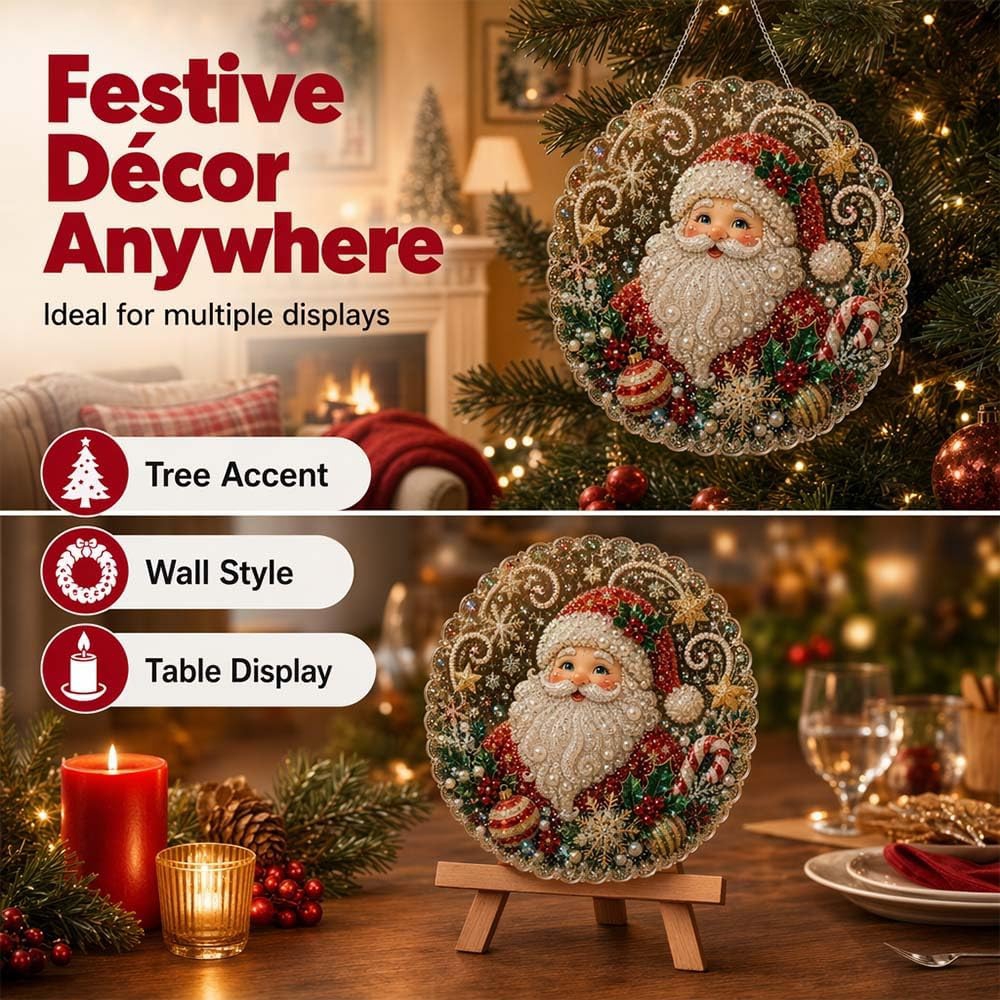 Festive
Décor
Anywhere
Ideal for multiple displays
Tree Accent
Wall Style
Table Display